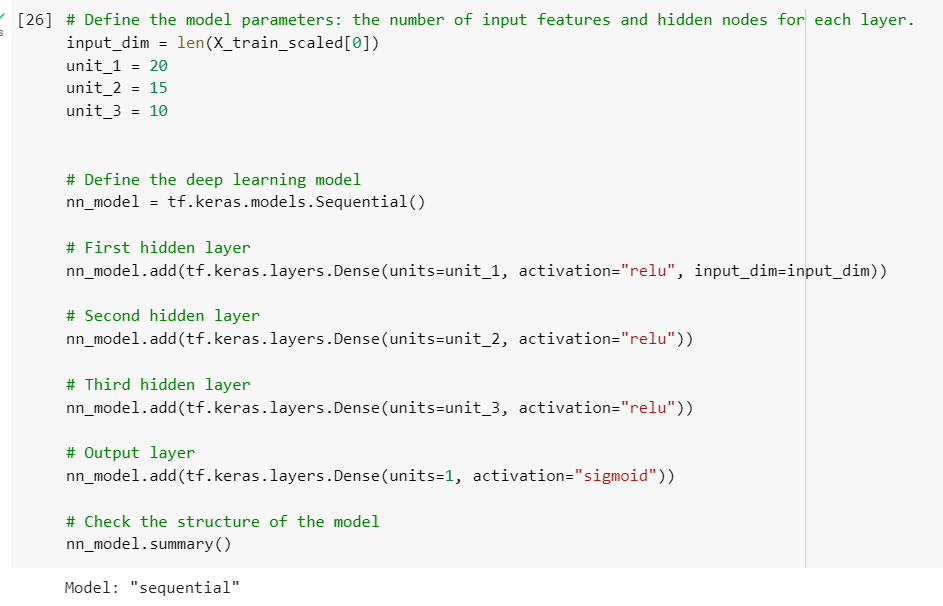 [26] # Define the model parameters: the number of input features and hidden nodes for each layer.
input_dim = len(X_train_scaled[0])
unit_1 = 20
unit_2 = 15
unit_3 = 10
# Define the deep learning model
nn_model = tf.keras.models.Sequential()
# First hidden layer
nn_model.add(tf.keras.layers.Dense(units=unit_1, activation="relu", input_dim=input_dim))
# Second hidden layer
nn_model.add(tf.keras.layers.Dense(units=unit_2, activation="relu"))
# Third hidden layer
nn_model.add(tf.keras.layers.Dense(units=unit_3, activation="relu"))
# Output layer
nn_model.add(tf.keras.layers.Dense(units=1, activation="sigmoid"))
# Check the structure of the model
nn_model.summary()
Model: "sequential"